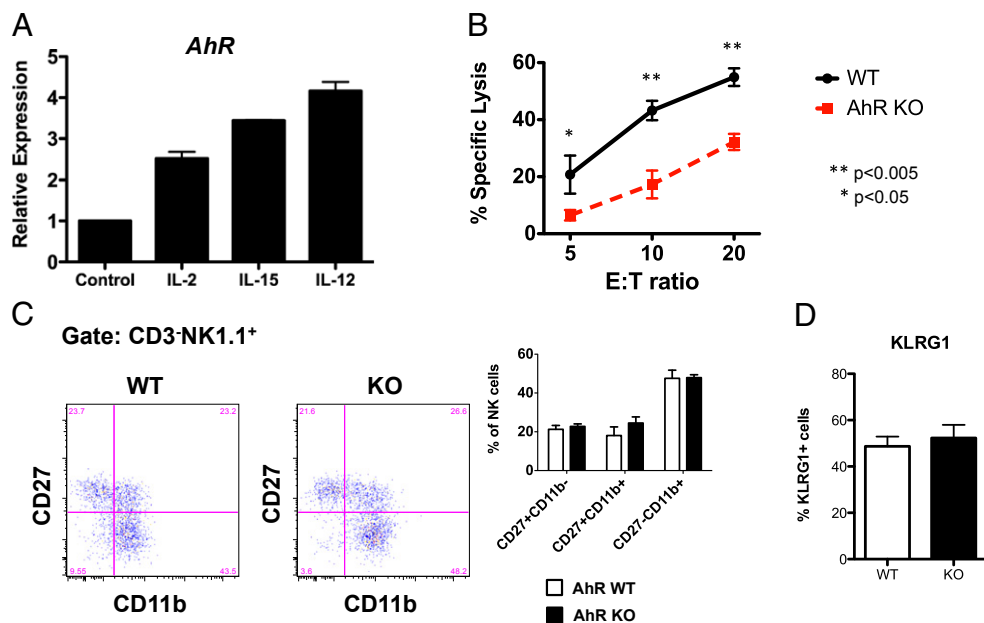 A
AhR
Relative Expression
5
4
3
2
1
0
Control IL-2 IL-15 IL-12
B
% Specific Lysis
60
40
20
0
* ** **
5 10 20
E:T ratio
WT
AhR KO
** p<0.005
* p<0.05
C
Gate: CD3-NK1.1+
WT
23.7 23.2
9.55 43.5
CD27
CD11b
KO
21.6 26.6
3.6 48.2
CD27
CD11b
% of NK cells
60
40
20
0
CD27+CD11b-
CD27+CD11b+
CD27-CD11b+
AhR WT
AhR KO
D
KLRG1
% KLRG1+ cells
80
60
40
20
0
WT KO